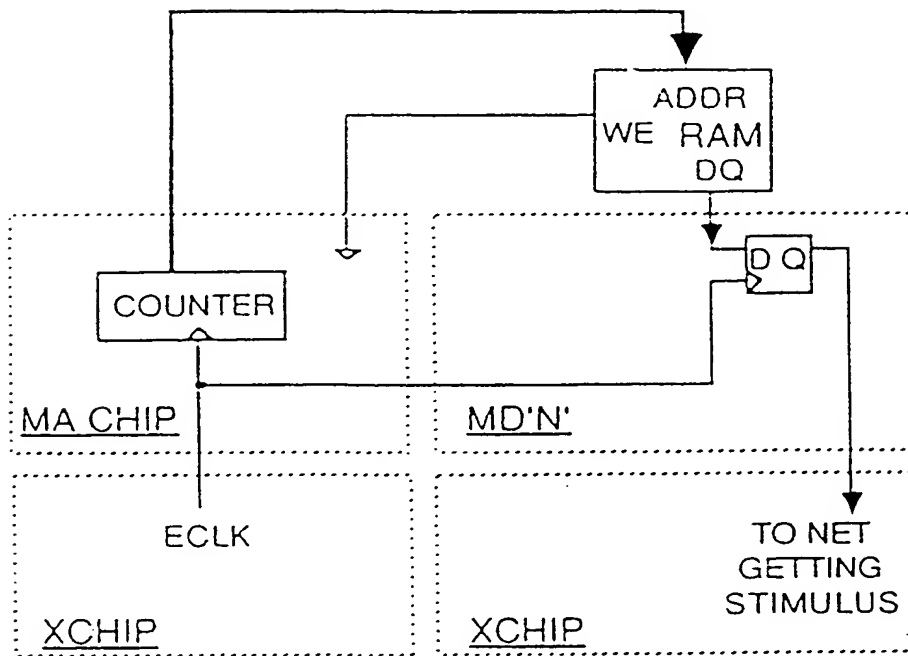 ADDR
WE RAM
DQ
D Q
COUNTER
MA CHIP
MD'N'
ECLK
TO NET
GETTING
STIMULUS
XCHIP
XCHIP